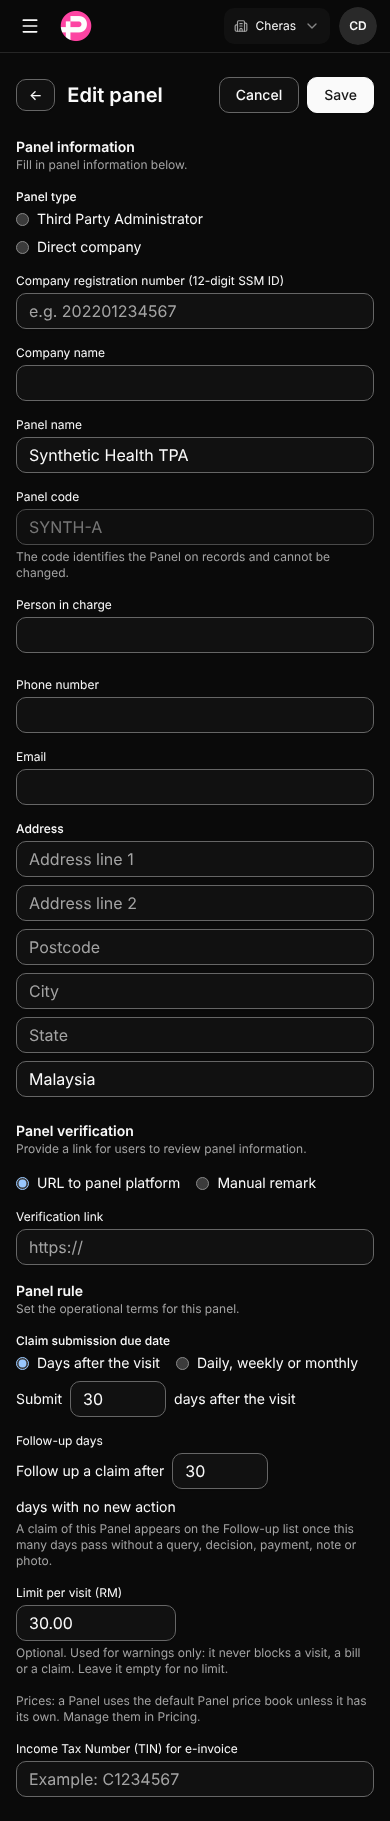 Cheras
CD
Edit panel
Cancel
Save
Panel information
Fill in panel information below.
Panel type
Third Party Administrator
Direct company
Company registration number (12-digit SSM ID)
e.g. 202201234567
Company name
Panel name
Synthetic Health TPA
Panel code
SYNTH-A
The code identifies the Panel on records and cannot be
changed.
Person in charge
Phone number
Email
Address
Address line 1
Address line 2
Postcode
City
State
Malaysia
Panel verification
Provide a link for users to review panel information.
URL to panel platform
Manual remark
Verification link
https://
Panel rule
Set the operational terms for this panel.
Claim submission due date
Days after the visit
Daily, weekly or monthly
Submit 30 days after the visit
Follow-up days
Follow up a claim after 30
days with no new action
A claim of this Panel appears on the Follow-up list once this
many days pass without a query, decision, payment, note or
photo.
Limit per visit (RM)
30.00
Optional. Used for warnings only: it never blocks a visit, a bill
or a claim. Leave it empty for no limit.
Prices: a Panel uses the default Panel price book unless it has
its own. Manage them in Pricing.
Income Tax Number (TIN) for e-invoice
Example: C1234567